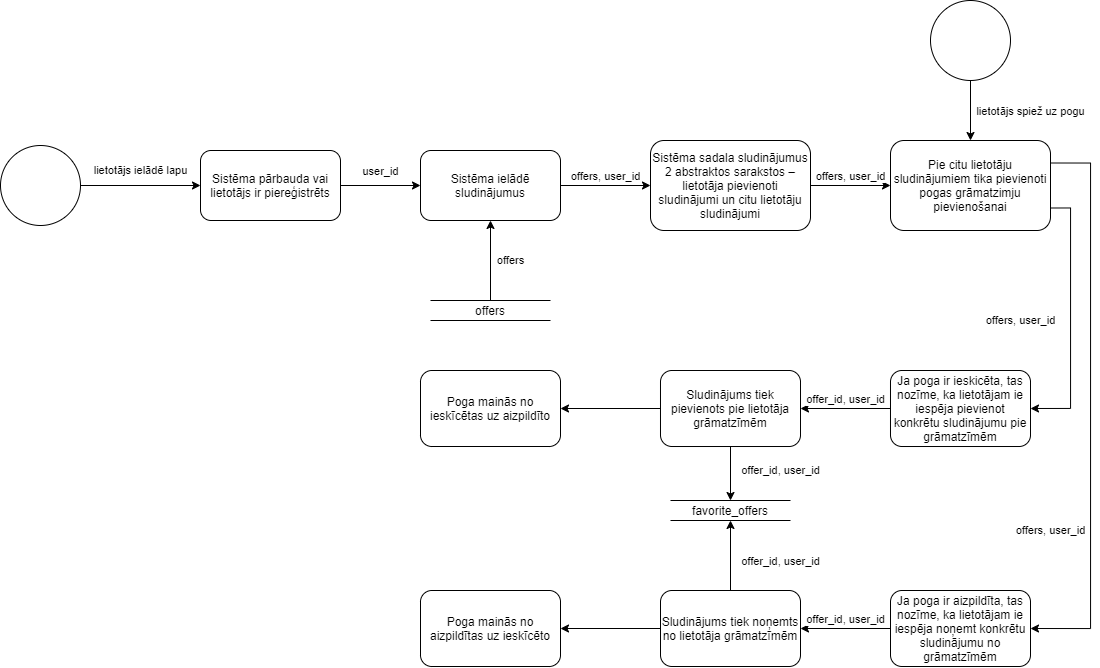 lietotājs spiež uz pogu
lietotājs ielādē lapu
Sistēma pārbauda vai
lietotājs ir piereģistrēts
user_id
Sistēma ielādē
sludinājumus
offers, user_id
Sistēma sadala sludinājumus
2 abstraktos sarakstos –
lietotāja pievienoti
sludinājumi un citu lietotāju
sludinājumi
offers, user_id
Pie citu lietotāju
sludinājumiem tika pievienoti
pogas grāmatzimju
pievienošanai
offers
offers
offers, user_id
Poga mainās no
ieskīcētas uz aizpildīto
Sludinājums tiek
pievienots pie lietotāja
grāmatzīmēm
offer_id, user_id
Ja poga ir ieskicēta, tas
nozīme, ka lietotājam ie
iespēja pievienot
konkrētu sludinājumu pie
grāmatzīmēm
offer_id, user_id
favorite_offers
offers, user_id
offer_id, user_id
Poga mainās no
aizpildītas uz ieskīcēto
Sludinājums tiek noņemts
no lietotāja grāmatzīmēm
offer_id, user_id
Ja poga ir aizpildīta, tas
nozīme, ka lietotājam ie
iespēja noņemt konkrētu
sludinājumu no
grāmatzīmēm